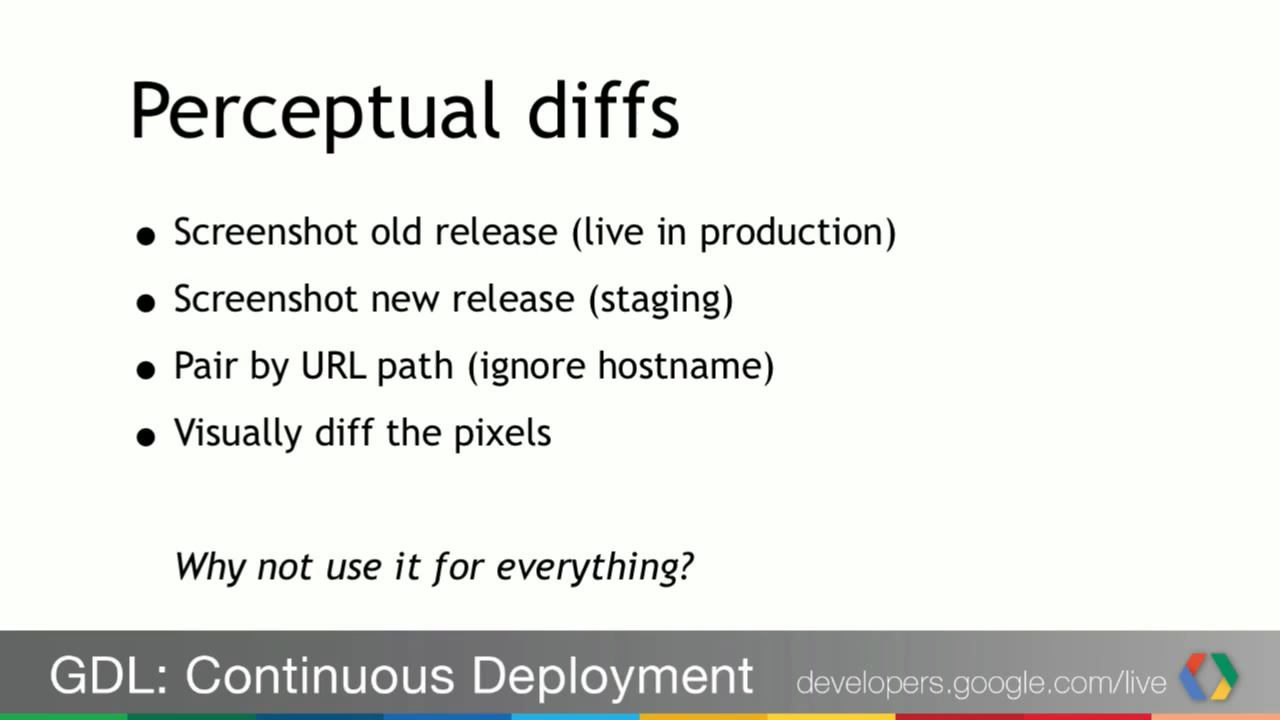 Perceptual diffs
• Screenshot old release (live in production)
• Screenshot new release (staging)
• Pair by URL path (ignore hostname)
• Visually diff the pixels
Why not use it for everything?
GDL: Continuous Deployment
developers.google.com/live